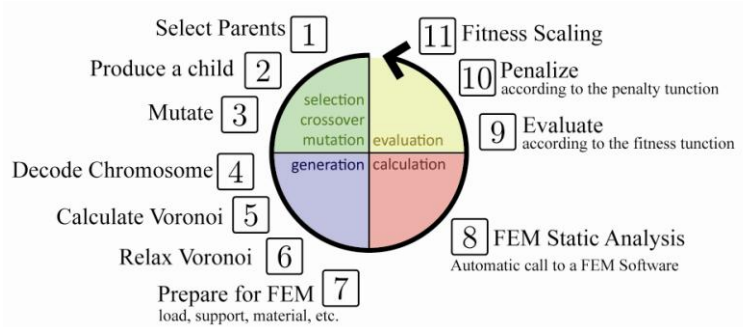 Select Parents 1
Produce a child 2
Mutate 3
Decode Chromosome 4
Calculate Voronoi 5
Relax Voronoi 6
Prepare for FEM 7
load, support, material, etc.
8 FEM Static Analysis
Automatic call to a FEM Software
9 Evaluate
according to the fitness tunction
10 Penalize
according to the penalty tunction
11 Fitness Scaling
selection
crossover
mutation
evaluation
generation
calculation